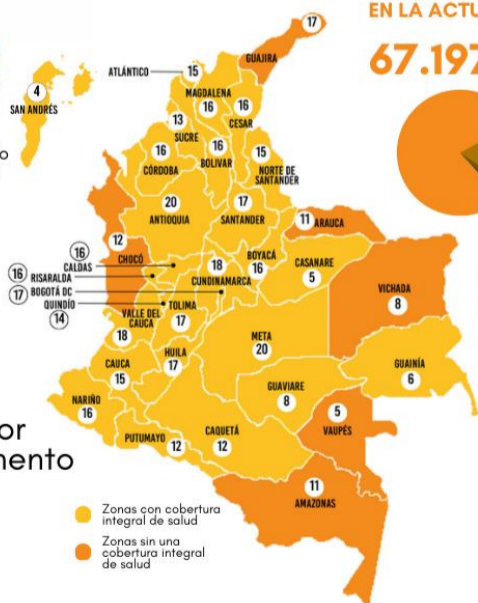 EN LA ACTU
67.197
17
GUAJIRA
ATLÁNTICO
15
MAGDALENA
16
16
CESAR
4
SAN ANDRÉS
13
SUCRE
16
BOLIVAR
16
CÓRDOBA
15
NORTE DE
SANTANDER
20
ANTIOQUIA
17
SANTANDER
11
ARAUCA
12
CHOCÓ
16
CALDAS
16
RISARALDA
17
BOGOTÁ DC
QUINDÍO
14
18
CUNDINAMARCA
BOYACÁ
16
CASANARE
5
VICHADA
8
VALLE DEL
CAUCA
18
TOLIMA
17
META
20
GUAINÍA
6
HUILA
17
CAUCA
15
GUAVIARE
8
NARIÑO
16
5
VAUPÉS
PUTUMAYO
12
CAQUETÁ
12
or
mento
11
AMAZONAS
Zonas con cobertura
integral de salud
Zonas sin una
cobertura integral
de salud